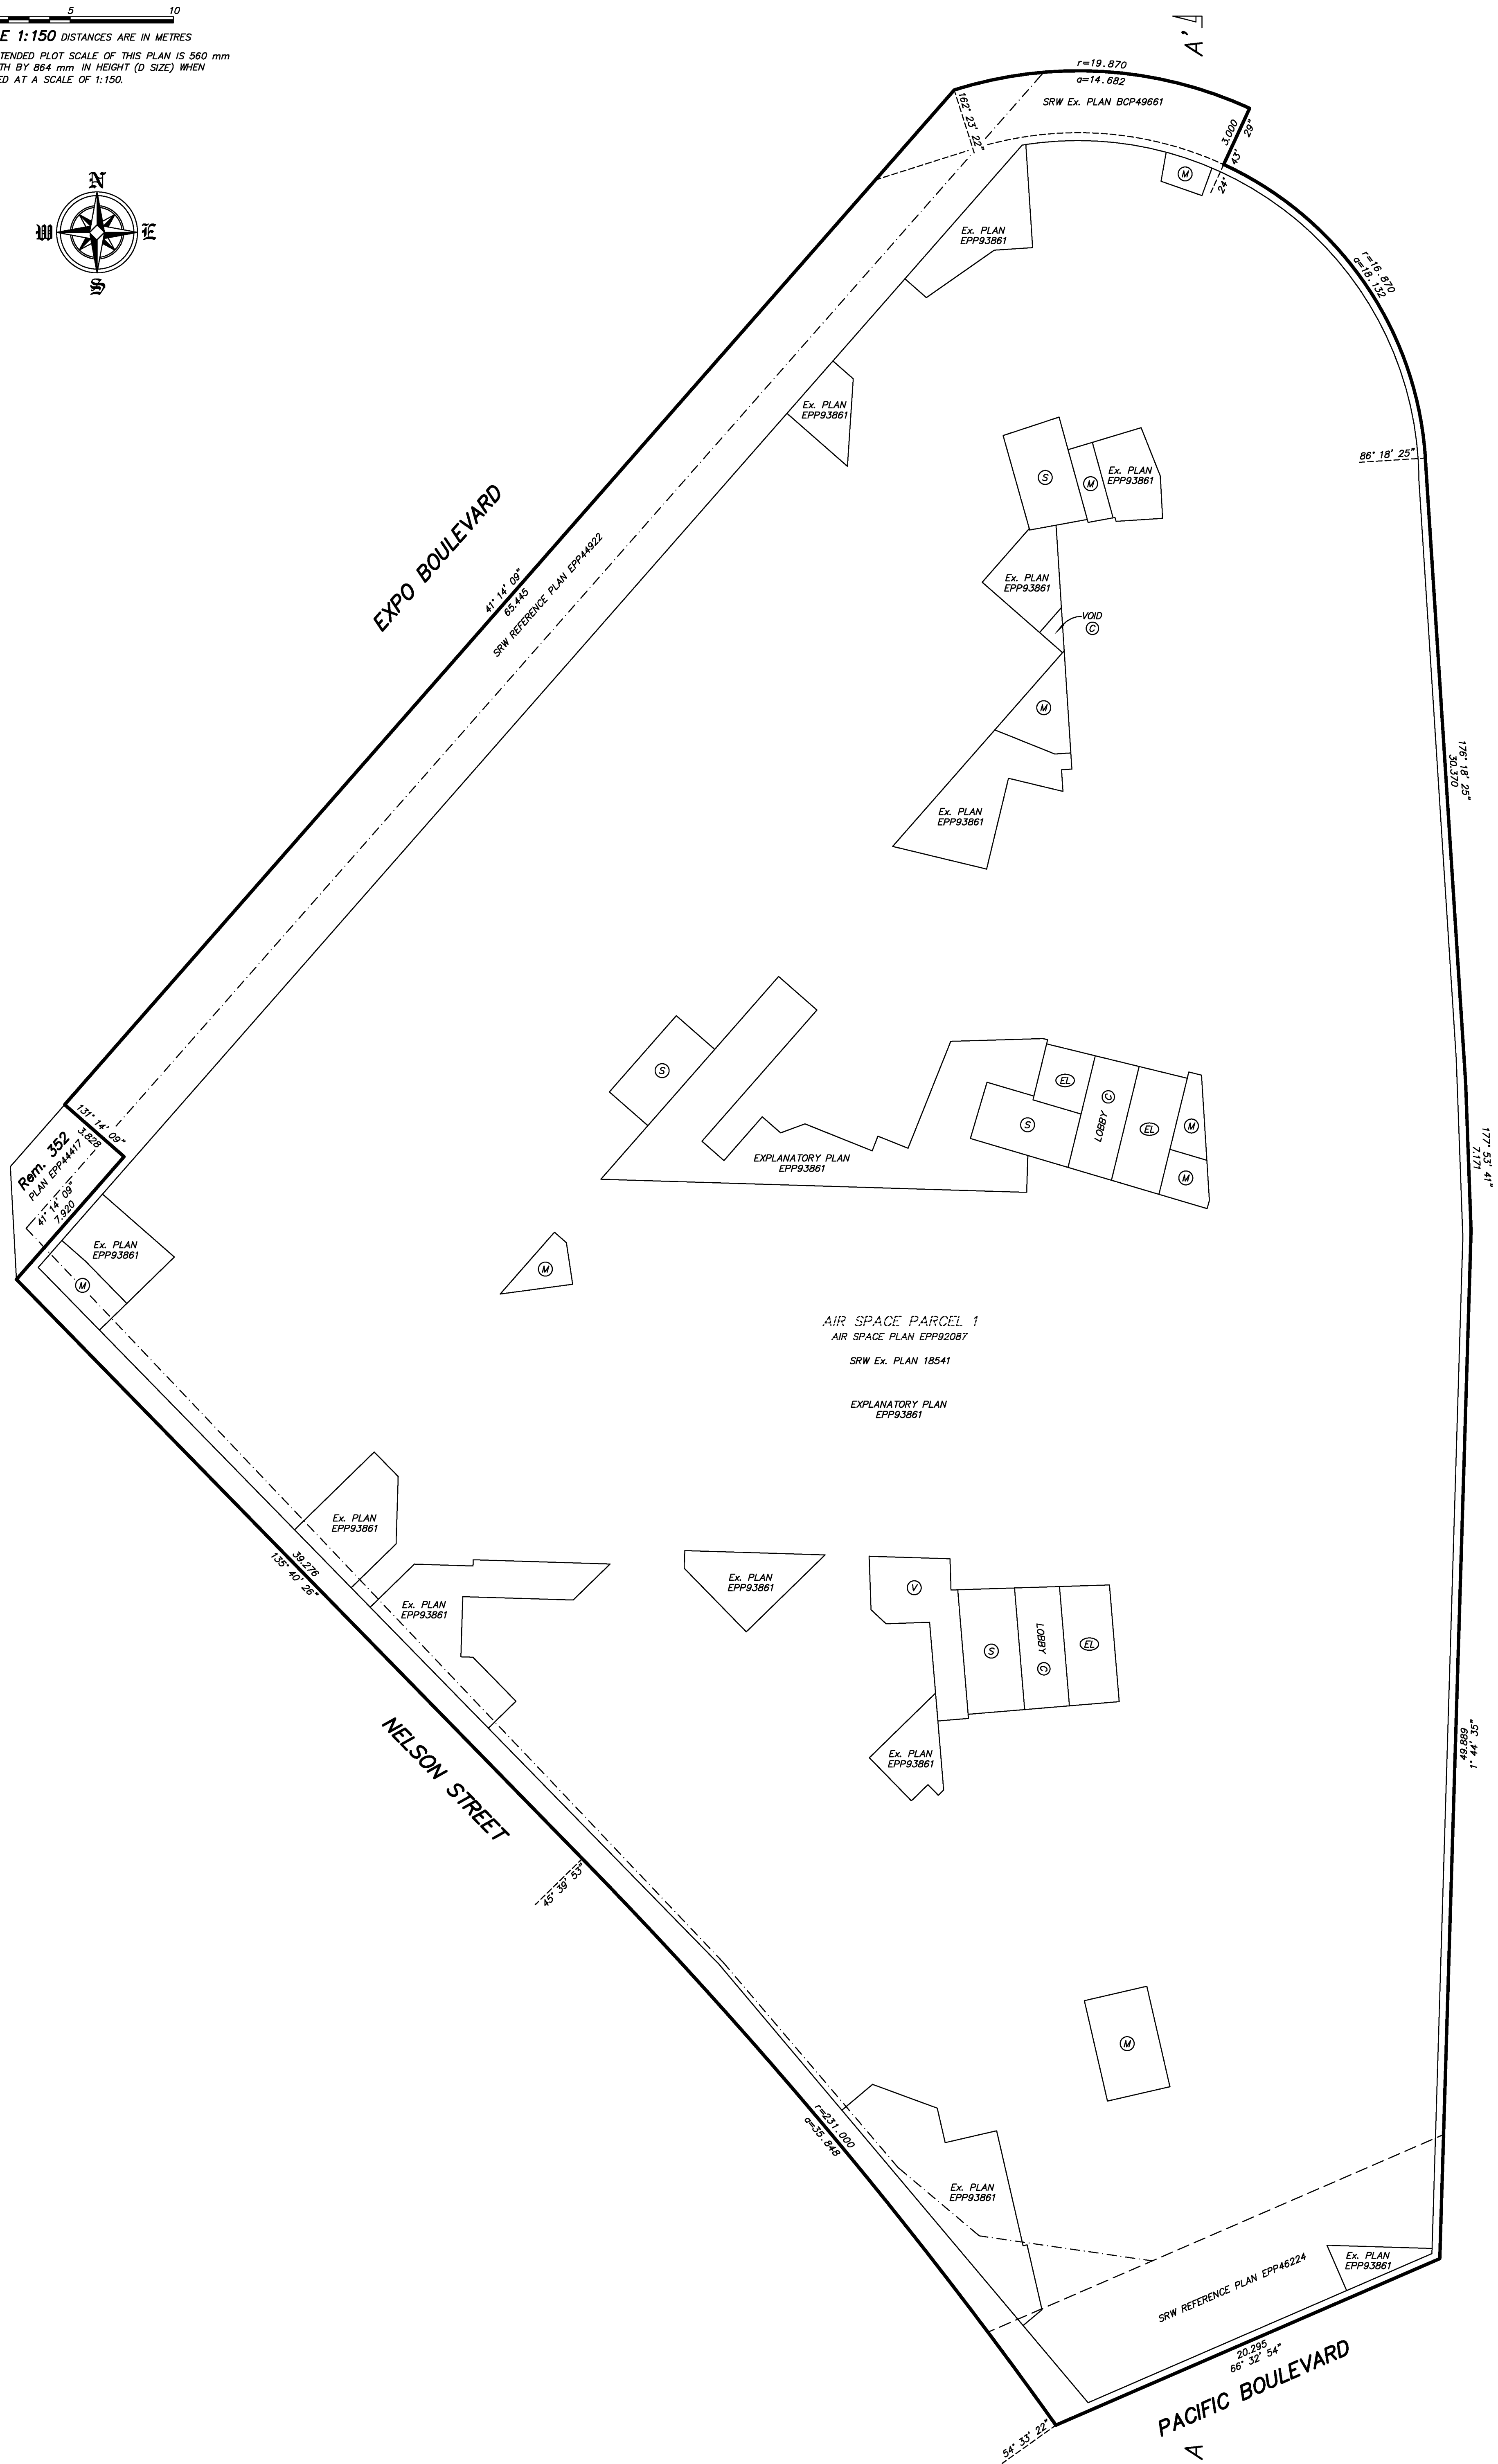 5 10
E 1:150 DISTANCES ARE IN METRES
TENDED PLOT SCALE OF THIS PLAN IS 560 mm
TH BY 864 mm IN HEIGHT (D SIZE) WHEN
ED AT A SCALE OF 1:150.
A'
N
W
E
S
r=19.870
a=14.682
SRW Ex. PLAN BCP49661
162° 23' 22"
3.000
24° 43' 29"
M
Ex. PLAN
EPP93861
r=16.870
a=18.132
Ex. PLAN
EPP93861
86° 18' 25"
S
M
Ex. PLAN
EPP93861
EXPO BOULEVARD
41° 14' 09"
65.445
SRW REFERENCE PLAN EPP44922
Ex. PLAN
EPP93861
VOID
C
M
176° 18' 25"
30.370
Ex. PLAN
EPP93861
S
EL
LOBBY C
EL
M
S
M
EXPLANATORY PLAN
EPP93861
177° 53' 41"
7.171
131° 14' 09"
3.828
Rem. 352
PLAN EPP44417
41° 14' 09"
7.920
Ex. PLAN
EPP93861
M
M
AIR SPACE PARCEL 1
AIR SPACE PLAN EPP92087
SRW Ex. PLAN 18541
EXPLANATORY PLAN
EPP93861
Ex. PLAN
EPP93861
39.276
135° 40' 26"
Ex. PLAN
EPP93861
Ex. PLAN
EPP93861
V
S
LOBBY C
EL
Ex. PLAN
EPP93861
49.889
1° 44' 35"
NELSON STREET
45° 39' 53"
M
r=231.000
a=35.848
Ex. PLAN
EPP93861
SRW REFERENCE PLAN EPP46224
Ex. PLAN
EPP93861
20.295
66° 32' 54"
PACIFIC BOULEVARD
54° 33' 22"
A